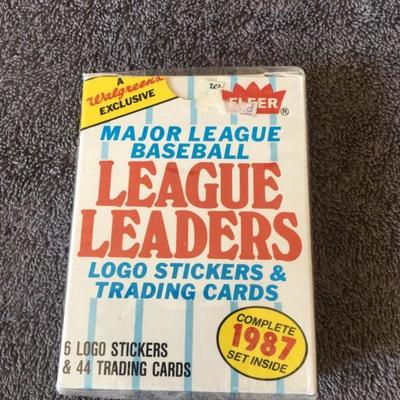 A
Walgreens
EXCLUSIVE
FLEER®
MAJOR LEAGUE
BASEBALL
LEAGUE
LEADERS
LOGO STICKERS &
TRADING CARDS
COMPLETE
1987
SET INSIDE
6 LOGO STICKERS
& 44 TRADING CARDS